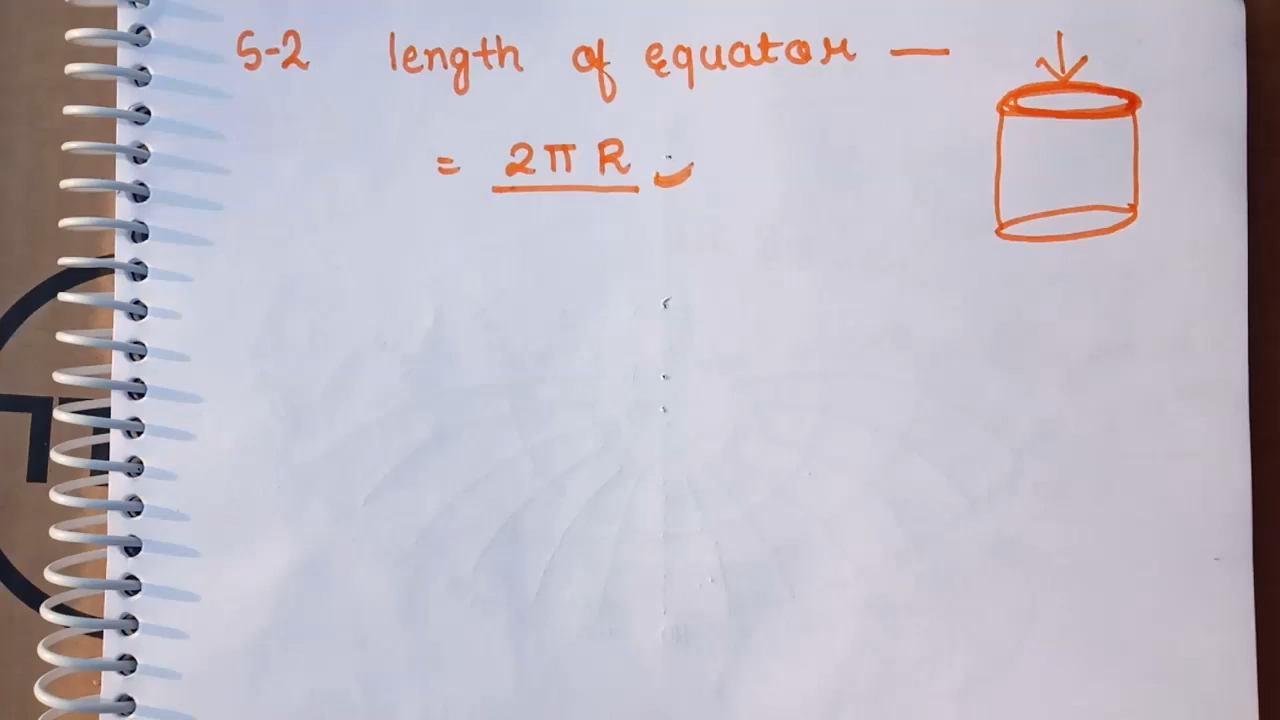 S-2 length of equator —
= 2π R